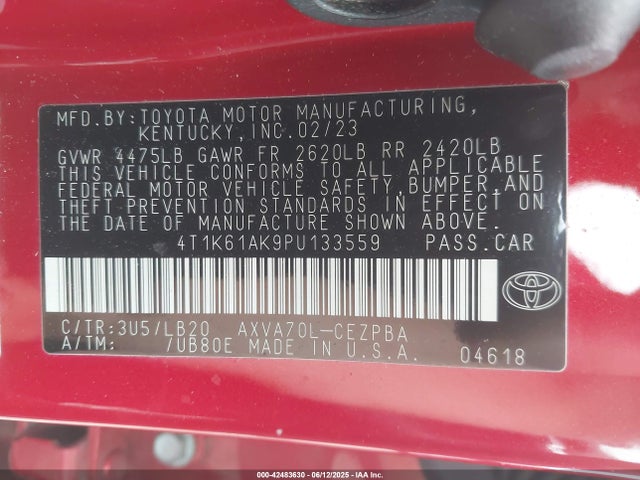 MFD.BY:TOYOTA MOTOR MANUFACTURING,
KENTUCKY,INC.02/23
GVWR 4475LB GAWR FR 2620LB RR 2420LB
THIS VEHICLE CONFORMS TO ALL APPLICABLE
FEDERAL MOTOR VEHICLE SAFETY,BUMPER,AND
THEFT PREVENTION STANDARDS IN EFFECT ON
THE DATE OF MANUFACTURE SHOWN ABOVE.
4T1K61AK9PU133559 PASS.CAR
C/TR:3U5/LB20 AXVA70L-CEZPBA
A/TM: /UB80E MADE IN U.S.A. 04618
000-42483630 - 06/12/2025 - IAA Inc.